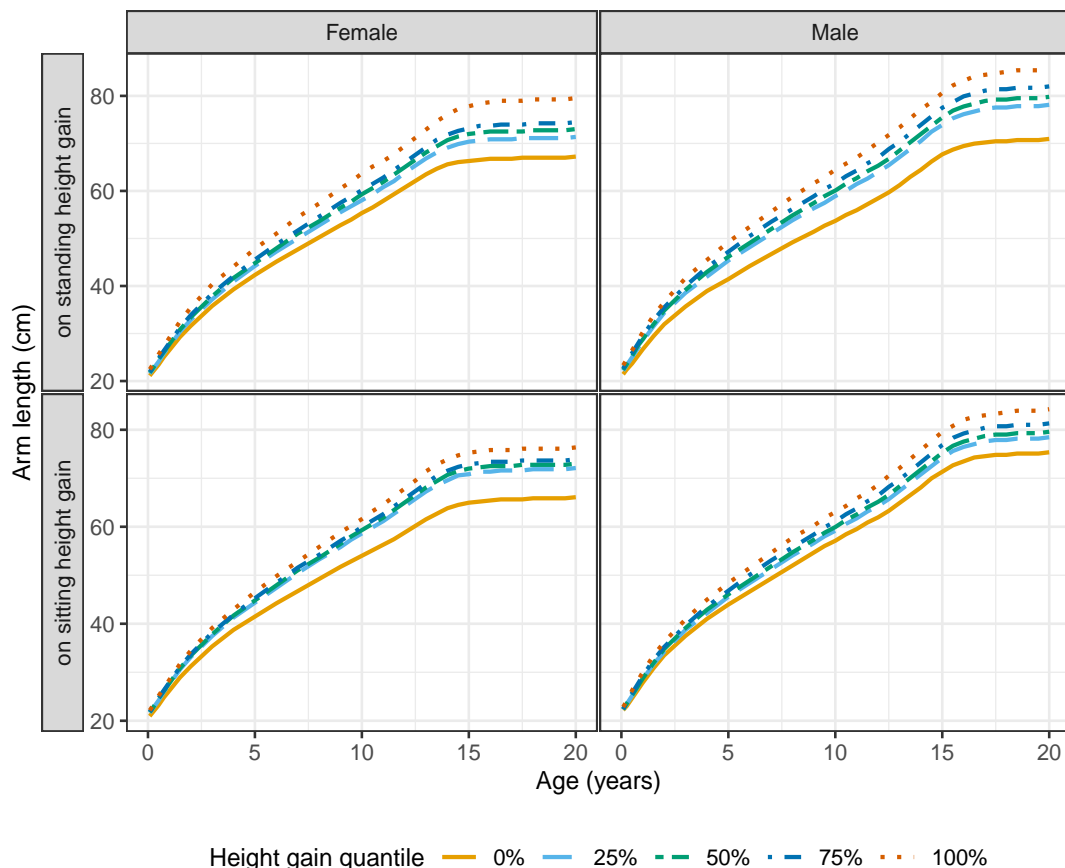 Female
Male
on standing height gain
80
60
40
20
Arm length (cm)
on sitting height gain
80
60
40
20
0 5 10 15 20
0 5 10 15 20
Age (years)
Height gain quantile 0% 25% 50% 75% 100%